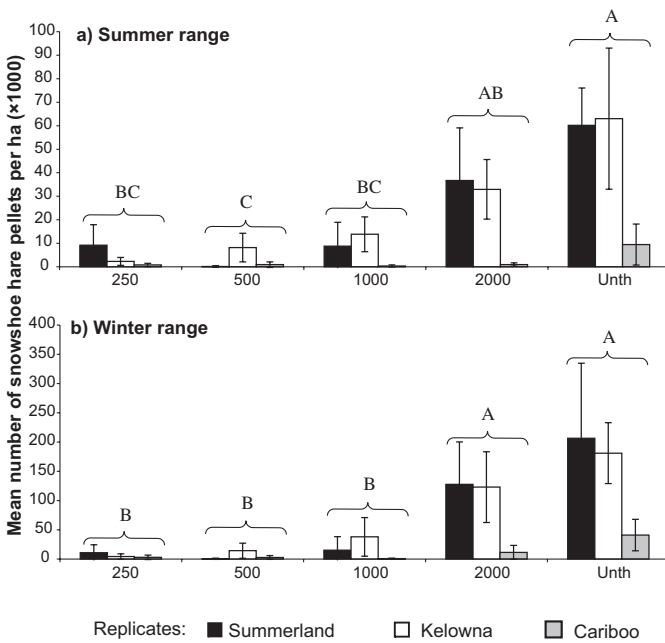 Mean number of snowshoe hare pellets per ha (×1000)
a) Summer range
100
90
80
70
60
50
40
30
20
10
0
BC
C
BC
AB
A
250
500
1000
2000
Unth
b) Winter range
400
350
300
250
200
150
100
50
0
B
B
B
A
A
250
500
1000
2000
Unth
Replicates: Summerland Kelowna Cariboo